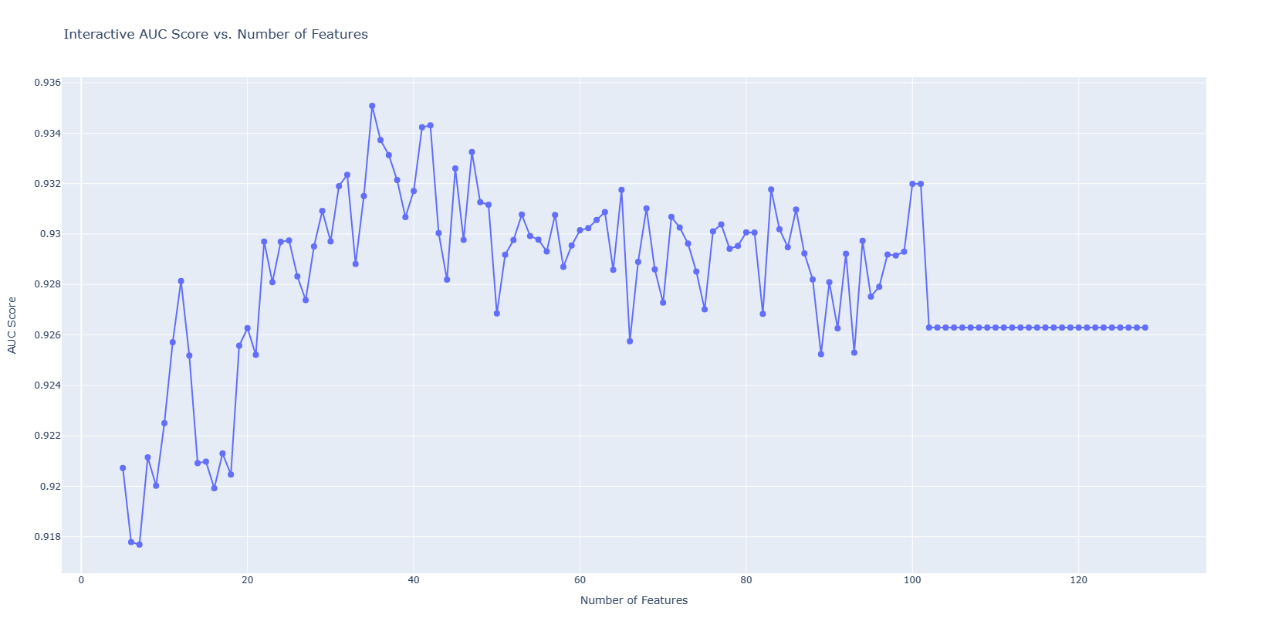 Interactive AUC Score vs. Number of Features
0.936
0.934
0.932
0.93
0.928
0.926
0.924
0.922
0.92
0.918
AUC Score
0 20 40 60 80 100 120
Number of Features